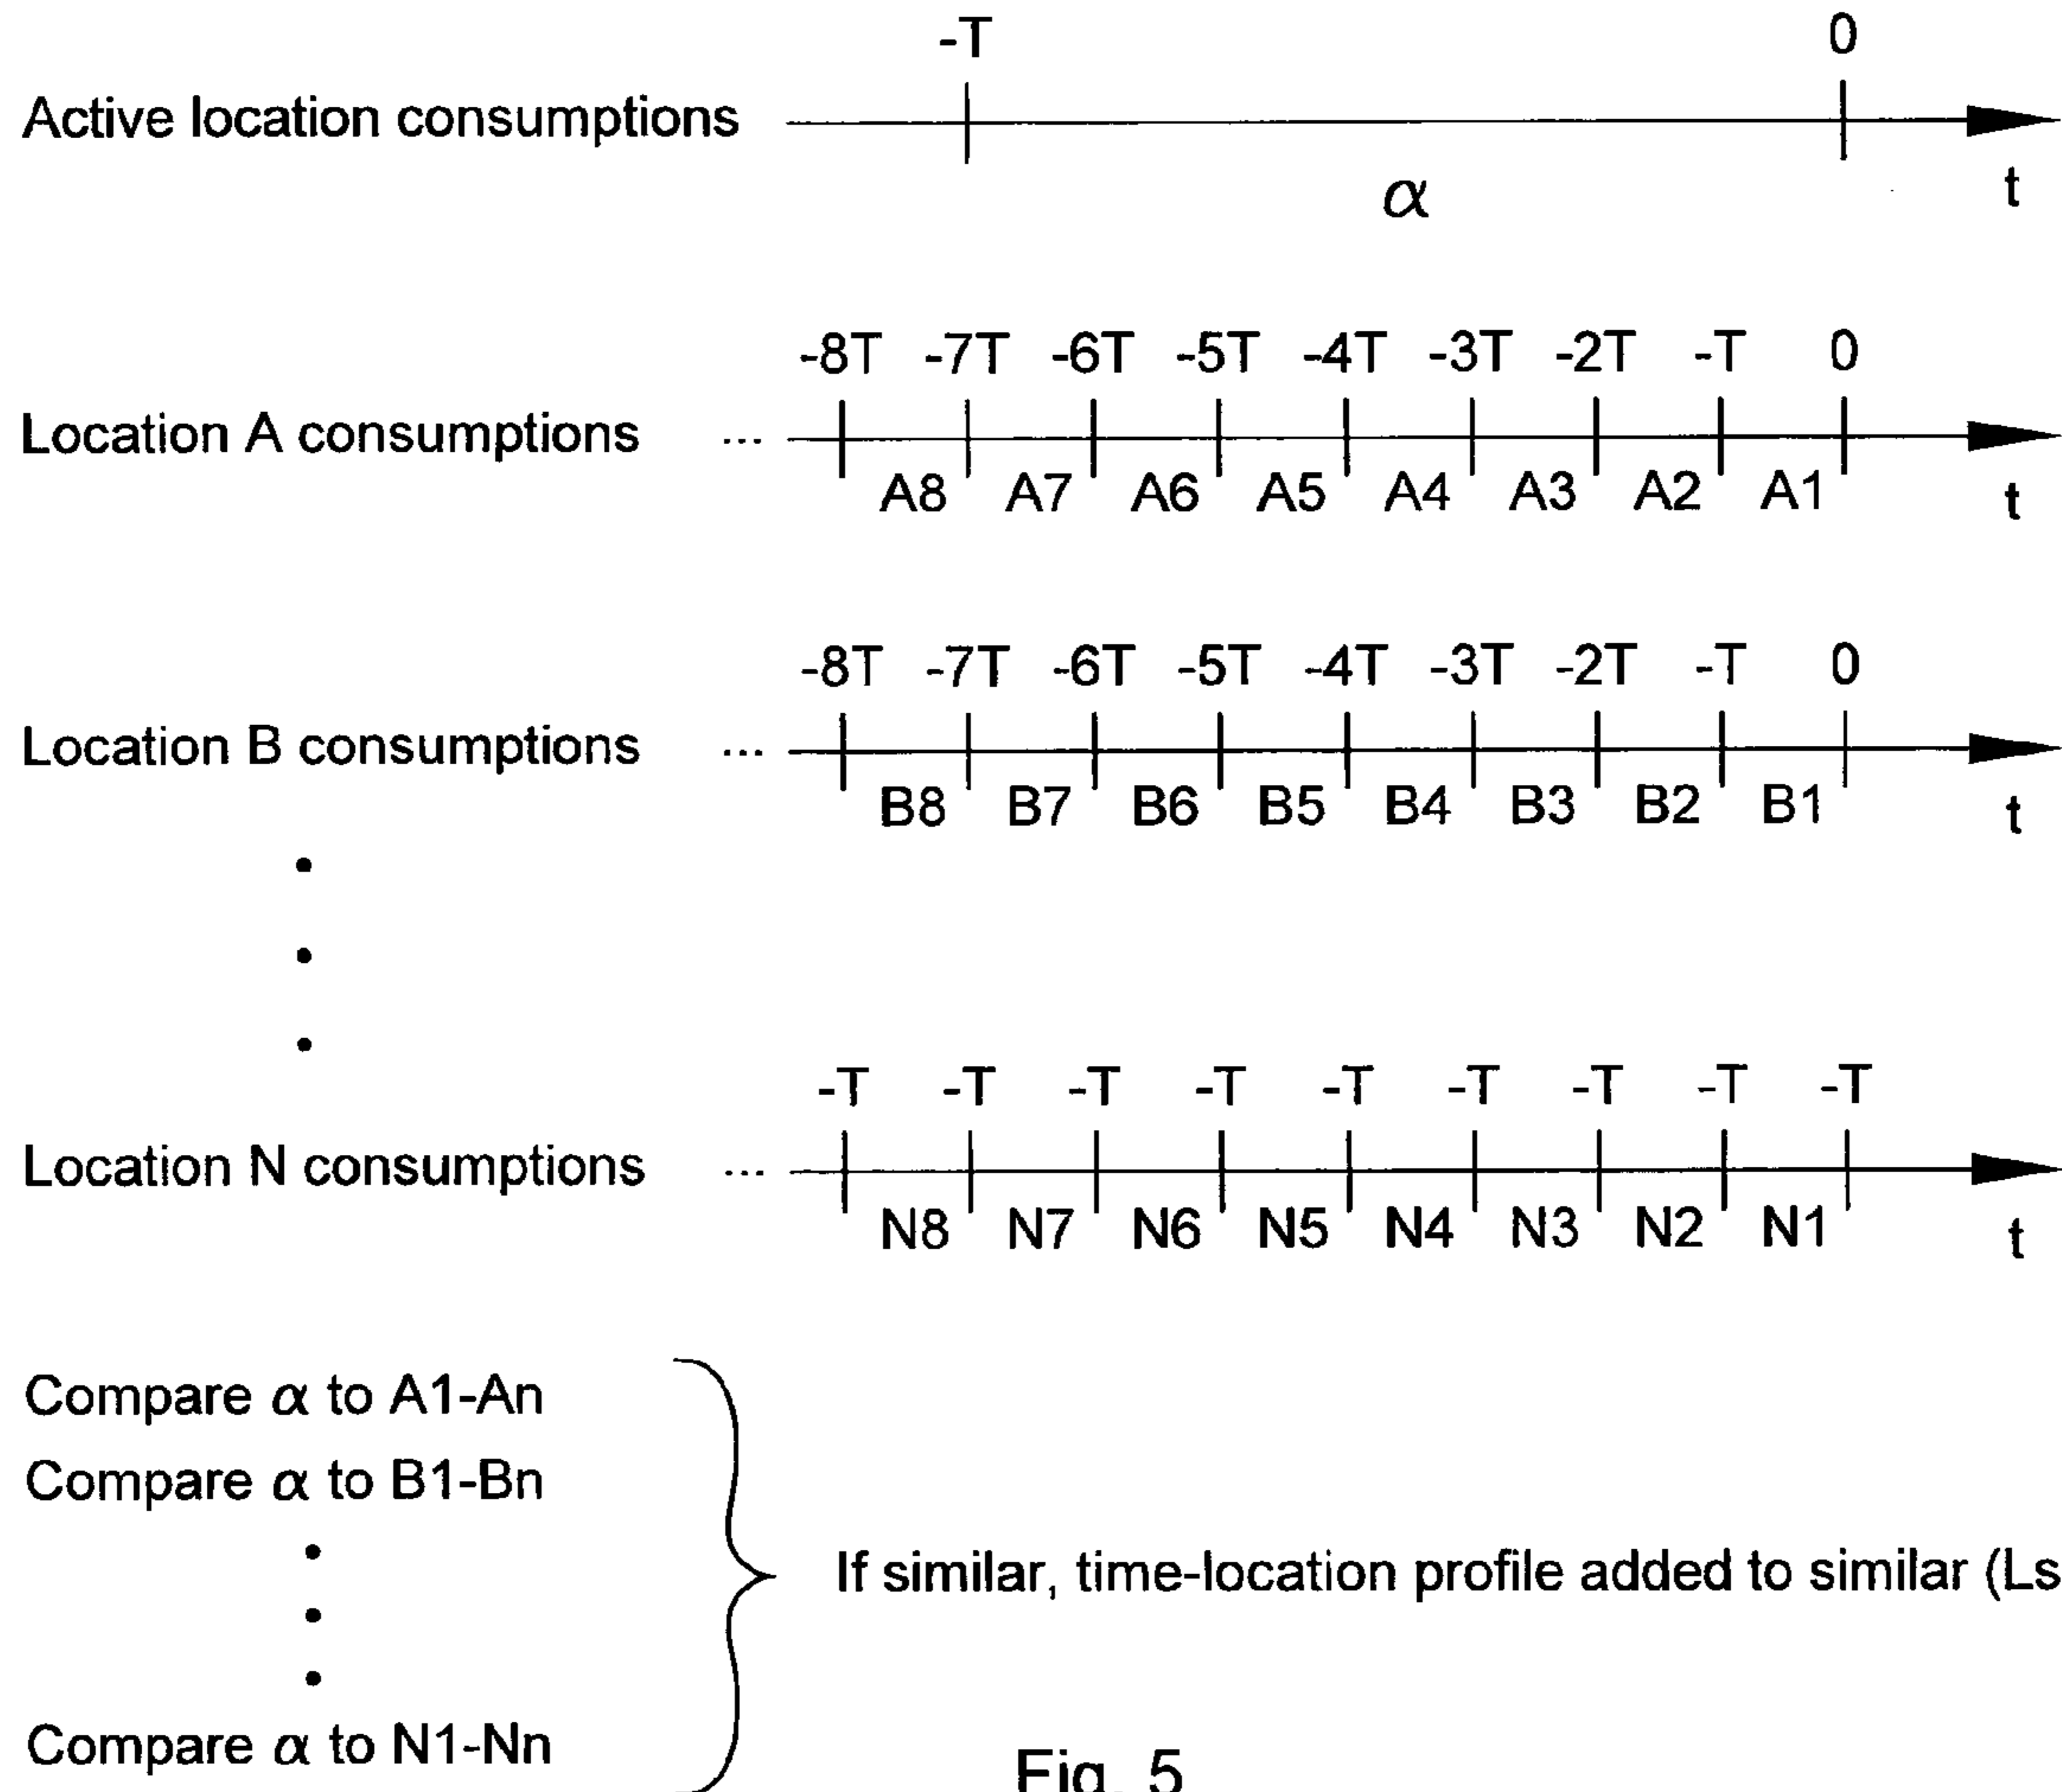 -T 0
Active location consumptions
α t
-8T -7T -6T -5T -4T -3T -2T -T 0
Location A consumptions ...
A8 A7 A6 A5 A4 A3 A2 A1 t
-8T -7T -6T -5T -4T -3T -2T -T 0
Location B consumptions ...
B8 B7 B6 B5 B4 B3 B2 B1 t
-T -T -T -T -T -T -T -T -T
Location N consumptions ...
N8 N7 N6 N5 N4 N3 N2 N1 t
Compare α to A1-An
Compare α to B1-Bn
If similar, time-location profile added to similar (Ls
Compare α to N1-Nn
Fig. 5